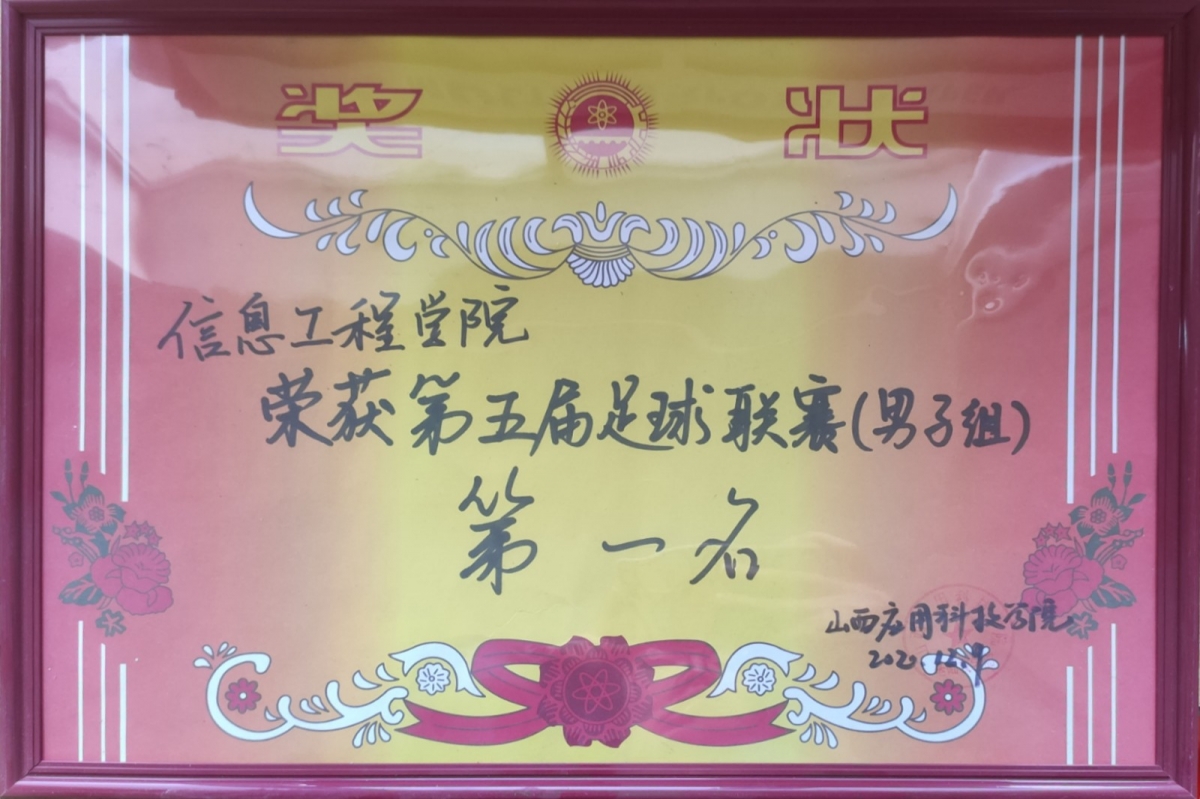 奖状
信息工程学院
荣获第五届足球联赛(男子组)
第一名
山西应用科技学院